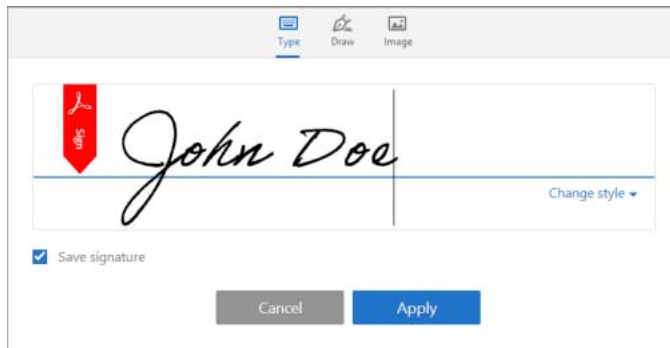 Type Draw Image
Sign
John Doe
Change style
Save signature
Cancel Apply